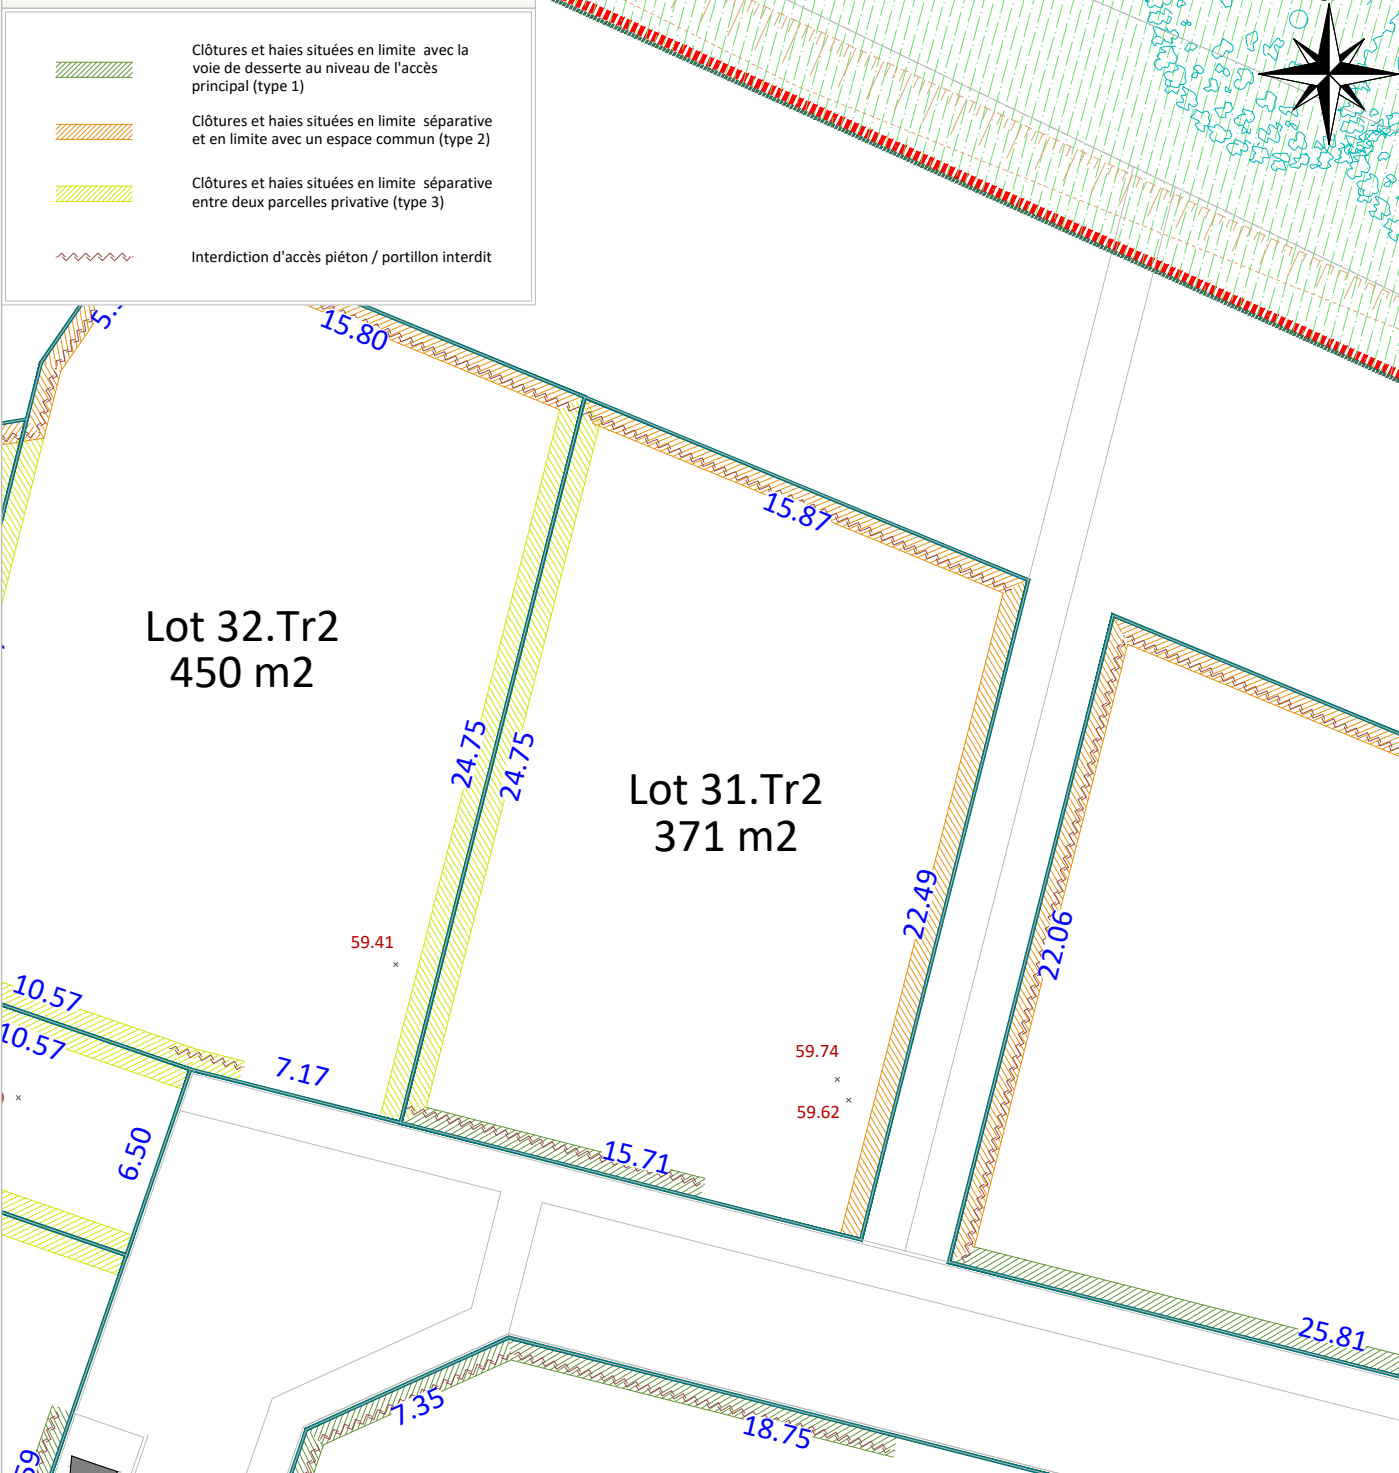 Clôtures et haies situées en limite avec la
voie de desserte au niveau de l'accès
principal (type 1)
Clôtures et haies situées en limite séparative
et en limite avec un espace commun (type 2)
Clôtures et haies situées en limite séparative
entre deux parcelles privative (type 3)
Interdiction d'accès piéton / portillon interdit
15.80
15.87
Lot 32.Tr2
450 m2
24.75
24.75
Lot 31.Tr2
371 m2
22.49
22.06
59.41
10.57
10.57
7.17
59.74
59.62
6.50
15.71
25.81
7.35
18.75